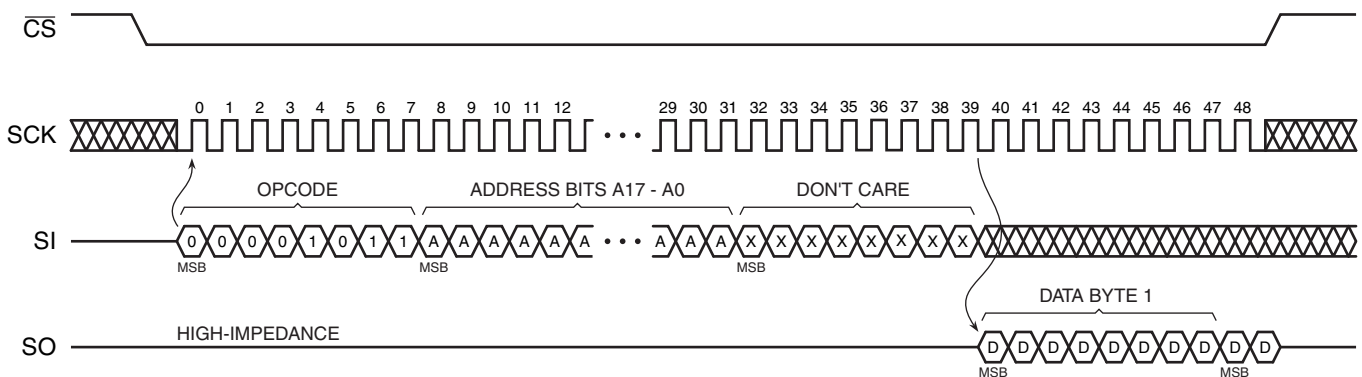 CS
0 1 2 3 4 5 6 7 8 9 10 11 12 29 30 31 32 33 34 35 36 37 38 39 40 41 42 43 44 45 46 47 48
SCK • • •
OPCODE ADDRESS BITS A17 - A0 DON'T CARE
SI 0 0 0 0 1 0 1 1 A A A A A A • • • A A A X X X X X X X X
MSB MSB MSB
DATA BYTE 1
HIGH-IMPEDANCE
SO D D D D D D D D D D
MSB MSB